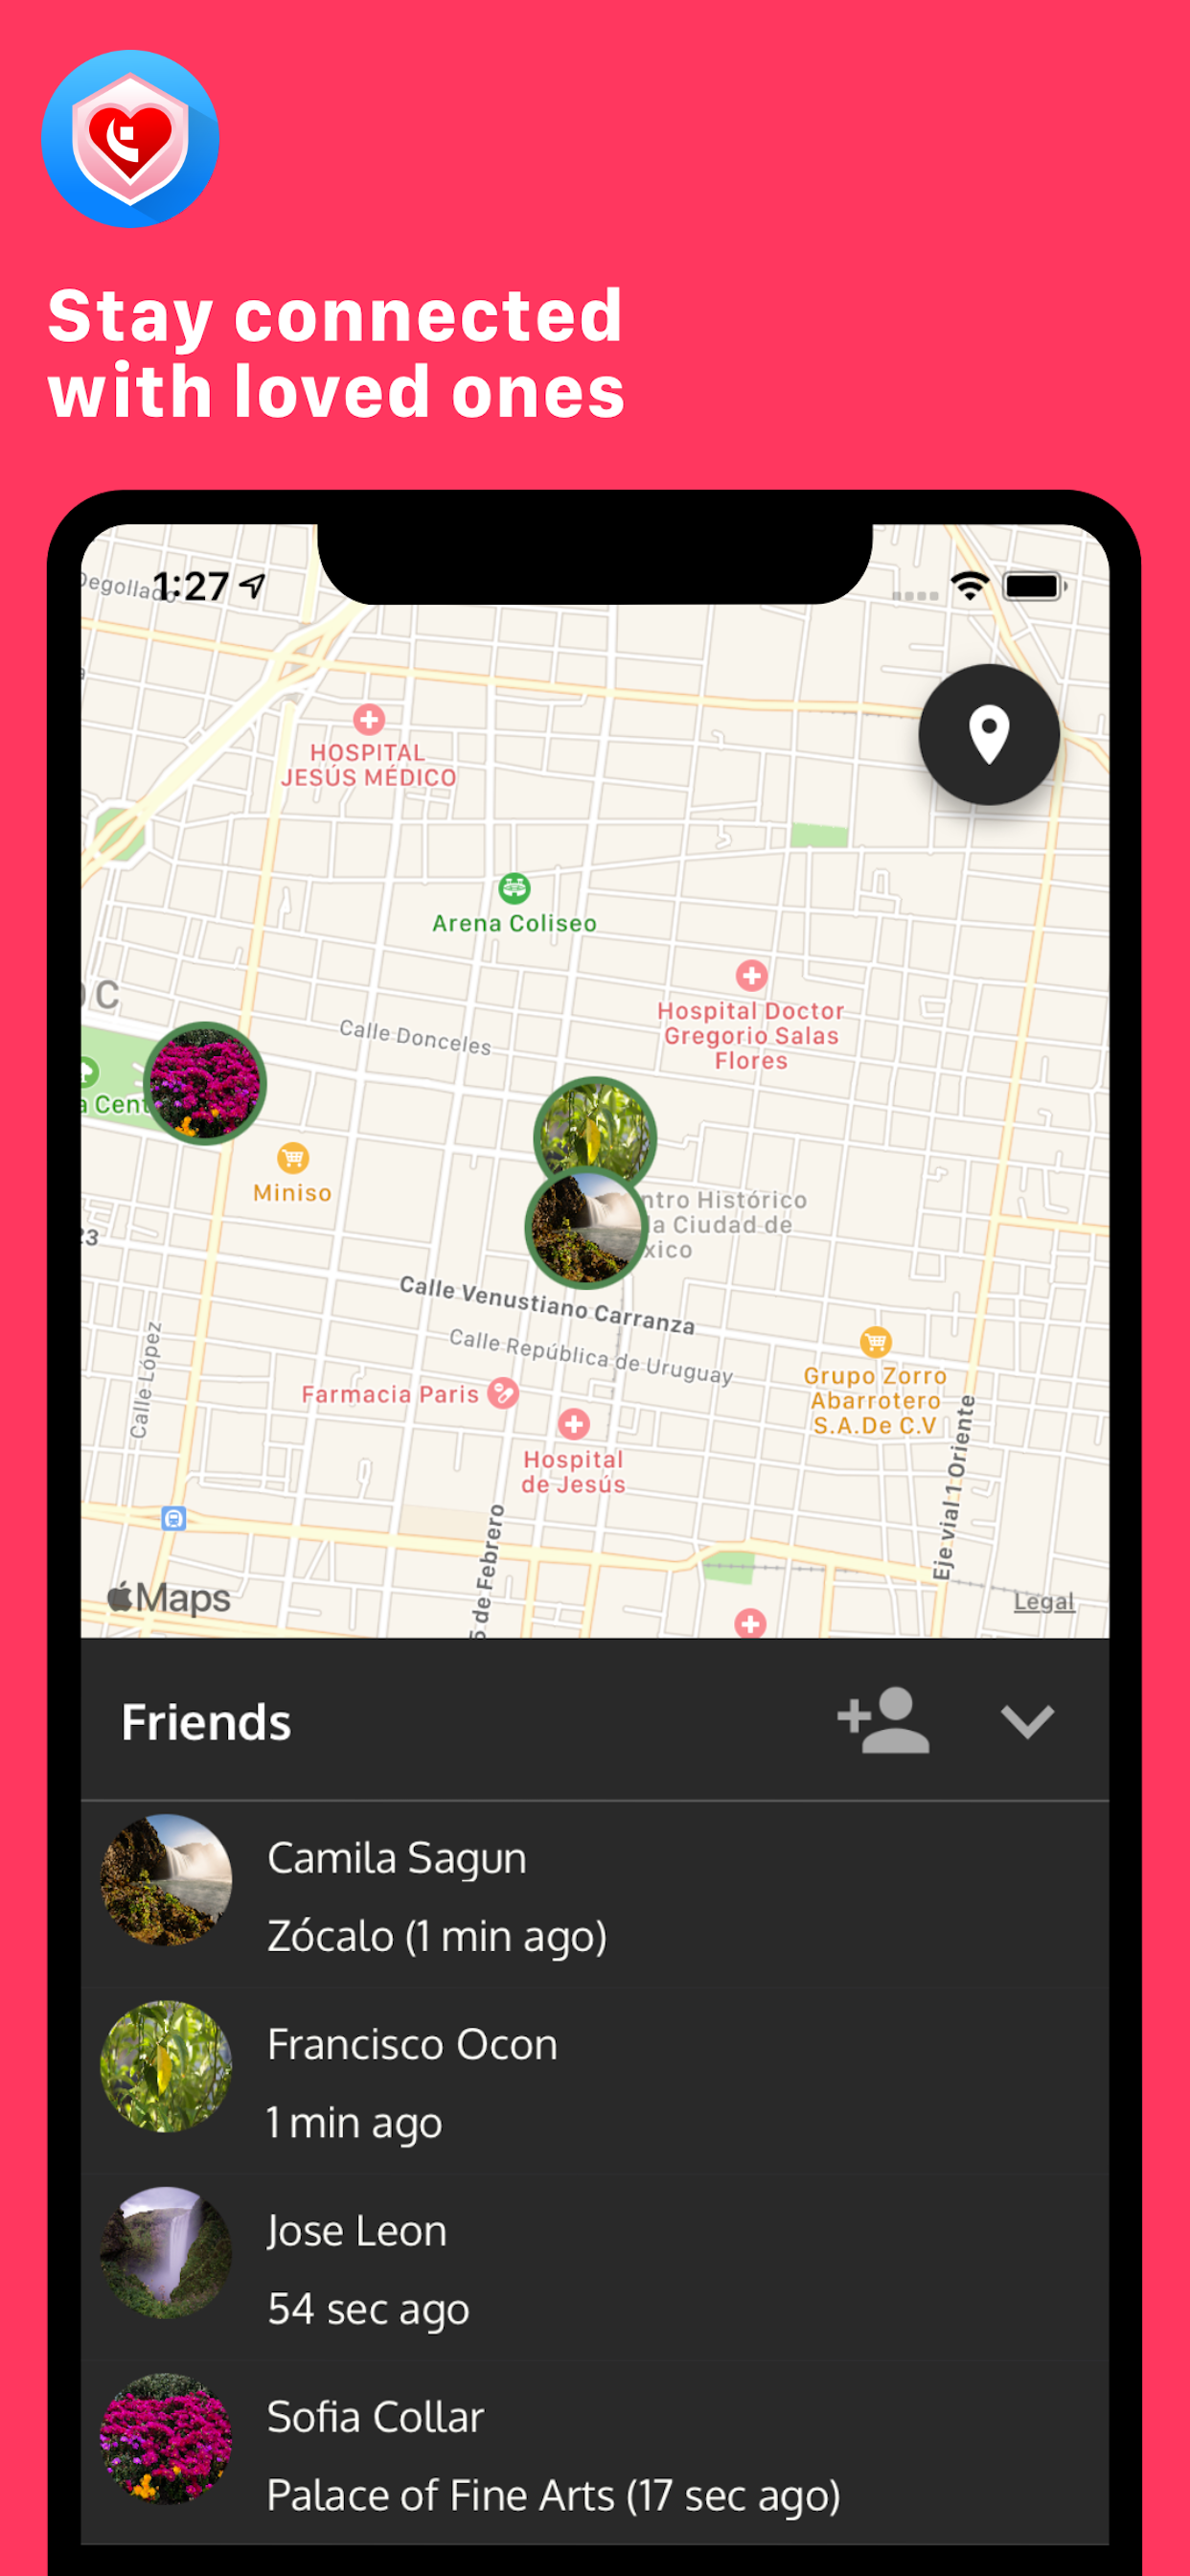 Stay connected
with loved ones
Degollado
1:27
HOSPITAL
JESÚS MÉDICO
Arena Coliseo
Hospital Doctor
Gregorio Salas
Flores
C
Calle Donceles
a Cent
Miniso
ntro Histórico
la Ciudad de
xico
23
Calle Venustiano Carranza
Calle República de Uruguay
Calle López
Grupo Zorro
Abarrotero
S.A.De C.V
Farmacia Paris
Hospital
de Jesús
Eje vial 1 Oriente
5 de Febrero
Maps
Legal
Friends
Camila Sagun
Zócalo (1 min ago)
Francisco Ocon
1 min ago
Jose Leon
54 sec ago
Sofia Collar
Palace of Fine Arts (17 sec ago)